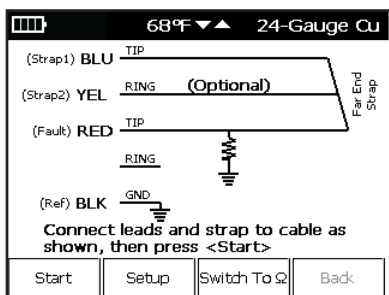 68°F ▼▲ 24-Gauge Cu
(Strap1) BLU TIP
(Strap2) YEL RING (Optional)
Far End Strap
(Fault) RED TIP
RING
(Ref) BLK GND
Connect leads and strap to cable as
shown, then press <Start>
Start Setup Switch To Ω Back